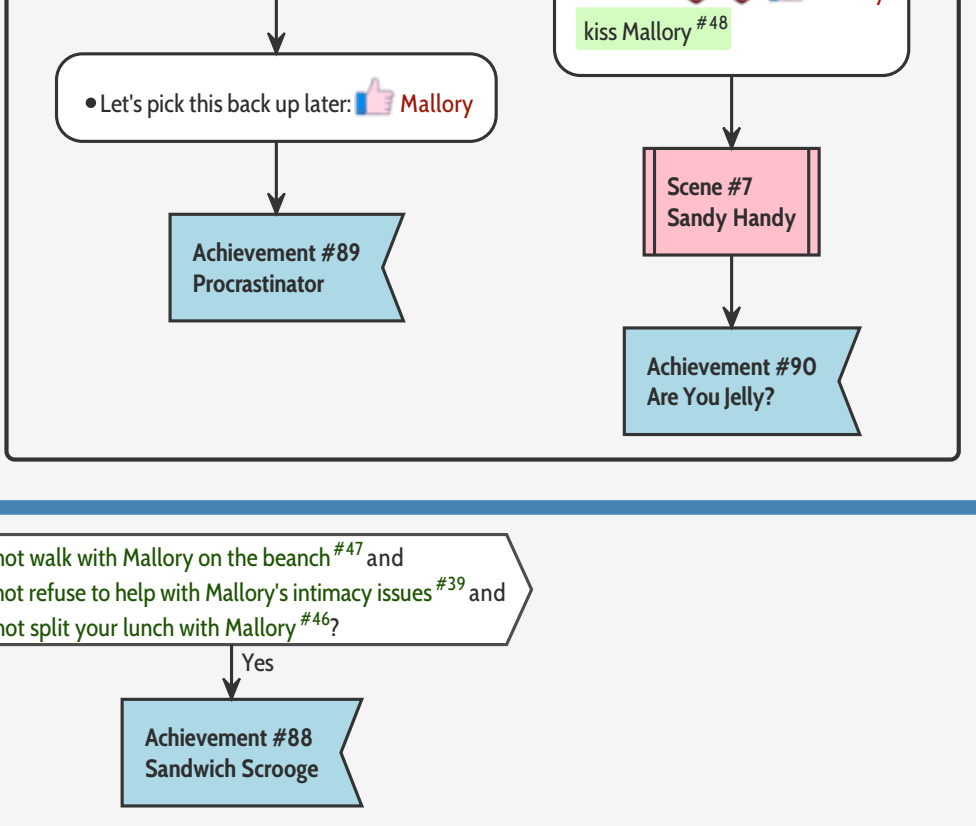 kiss Mallory #48
●Let's pick this back up later: Mallory
Scene #7
Sandy Handy
Achievement #89
Procrastinator
Achievement #90
Are You Jelly?
not walk with Mallory on the beanch #47 and
not refuse to help with Mallory's intimacy issues #39 and
not split your lunch with Mallory #46?
Yes
Achievement #88
Sandwich Scrooge